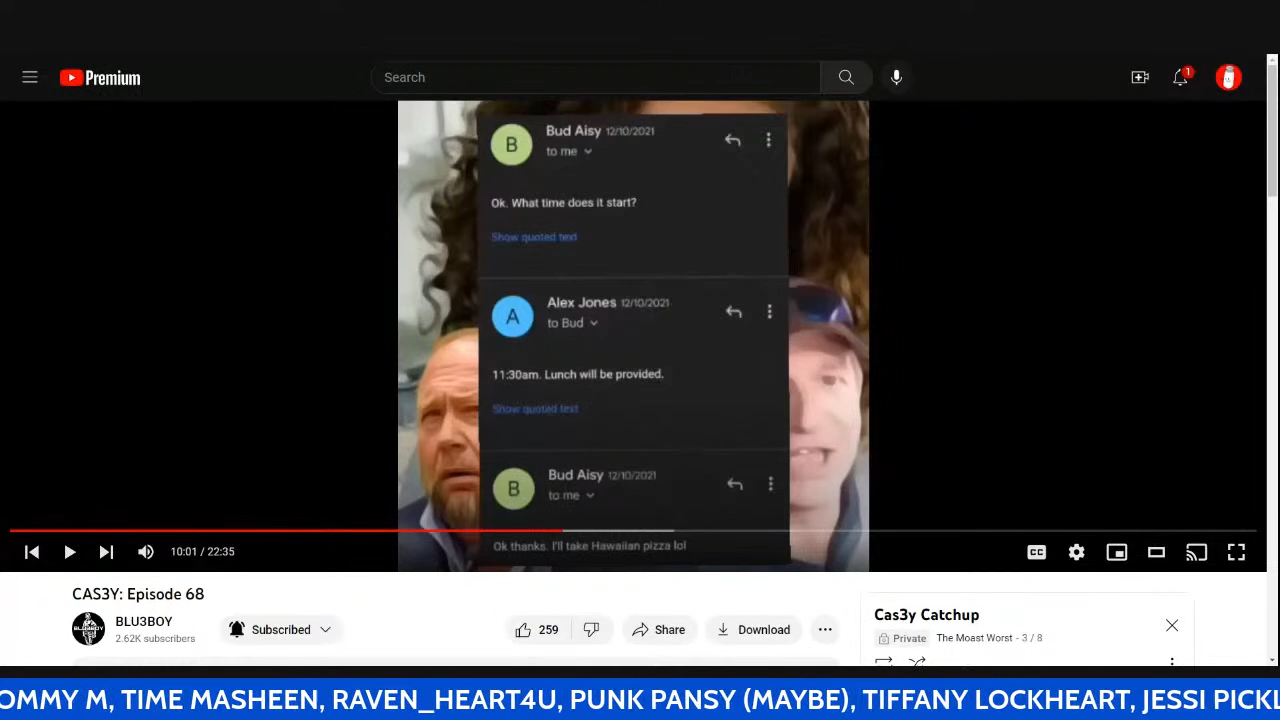 Premium
Search
1
Bud Aisy 12/10/2021
B
to me
Ok. What time does it start?
Show quoted text
Alex Jones 12/10/2021
A
to Bud
11:30am. Lunch will be provided.
Show quoted text
Bud Aisy 12/10/2021
B
to me
Ok thanks. I'll take Hawaiian pizza lol
10:01 / 22:35
CC
CAS3Y: Episode 68
BLU3BOY
2.62K subscribers
Subscribed
259
Share
Download
Cas3y Catchup
Private The Moast Worst - 3 / 8
OMMY M, TIME MASHEEN, RAVEN_HEART4U, PUNK PANSY (MAYBE), TIFFANY LOCKHEART, JESSI PICKL